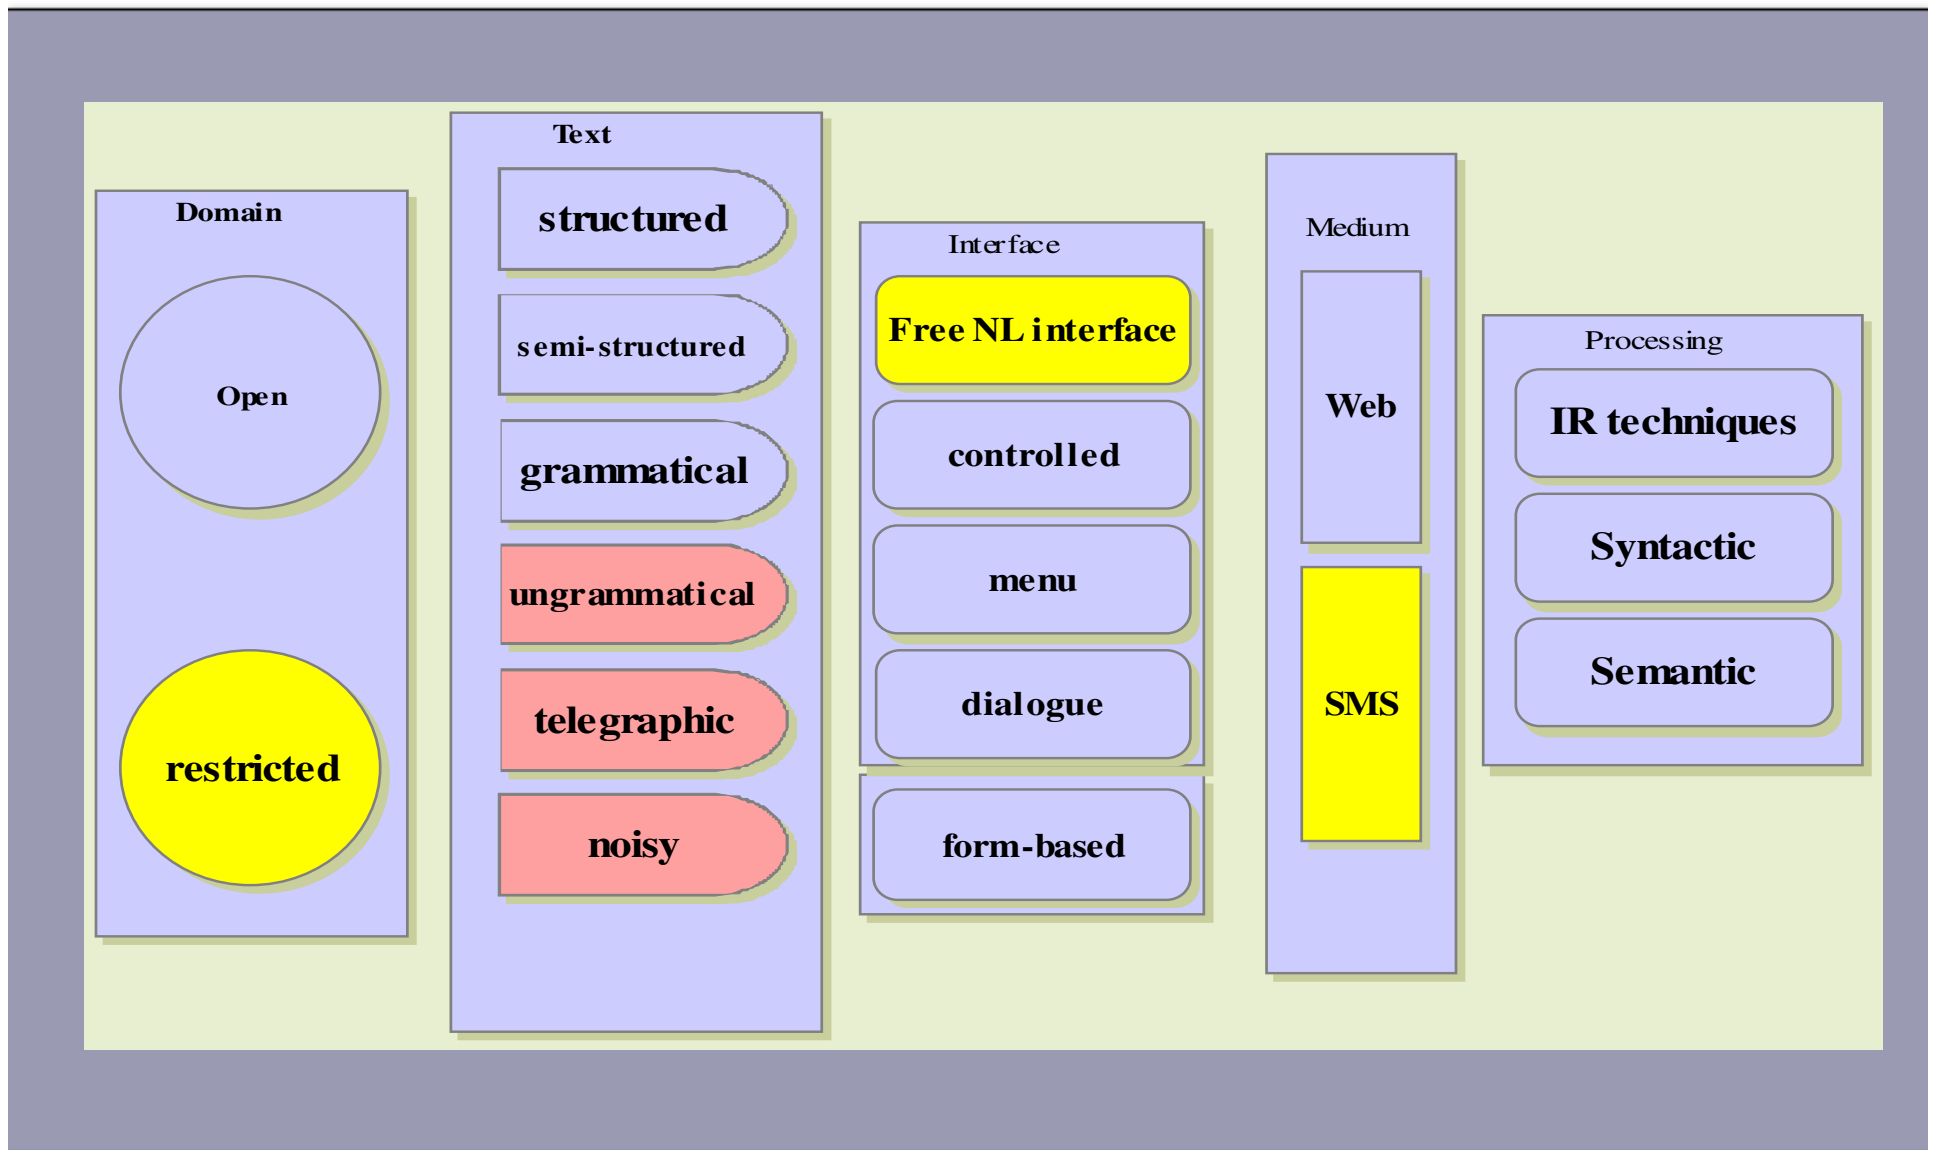 Domain
Open
restricted
Text
structured
semi-structured
grammatical
ungrammatical
telegraphic
noisy
Interface
Free NL interface
controlled
menu
dialogue
form-based
Medium
Web
SMS
Processing
IR techniques
Syntactic
Semantic